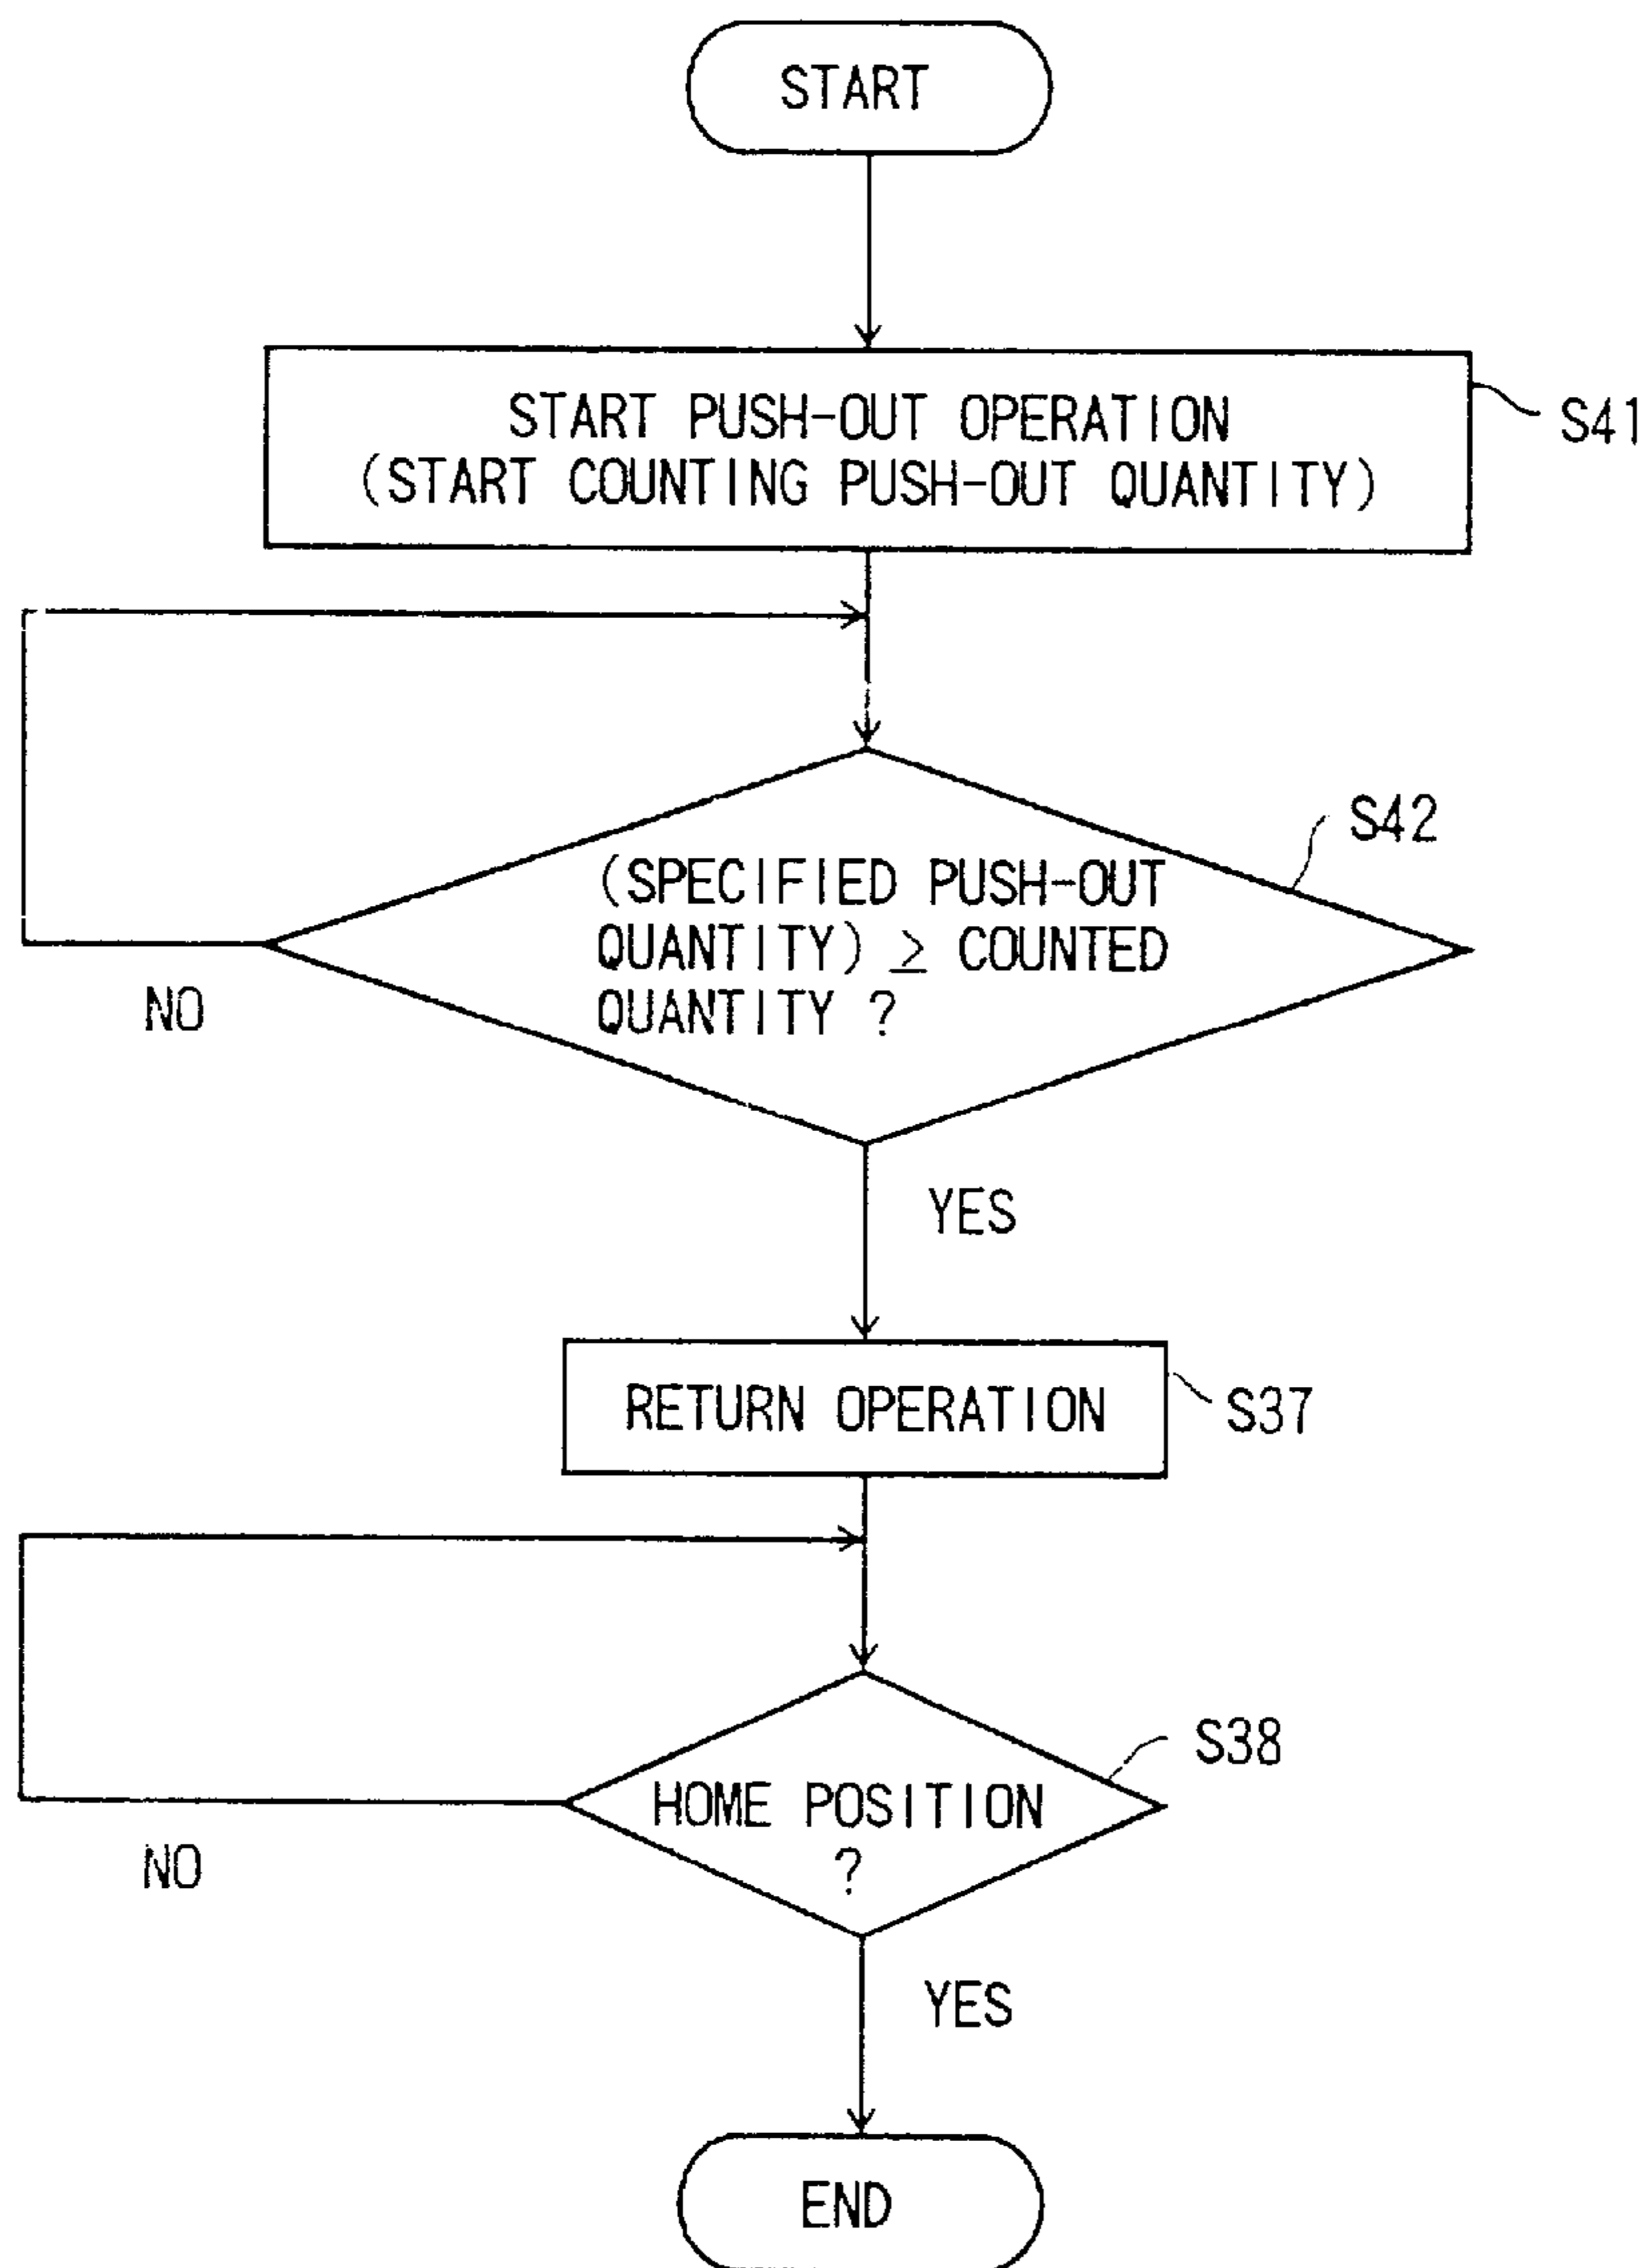 START
START PUSH-OUT OPERATION
(START COUNTING PUSH-OUT QUANTITY)
S41
S42
(SPECIFIED PUSH-OUT
QUANTITY) ≥ COUNTED
QUANTITY ?
NO
YES
RETURN OPERATION
S37
S38
HOME POSITION
?
NO
YES
END